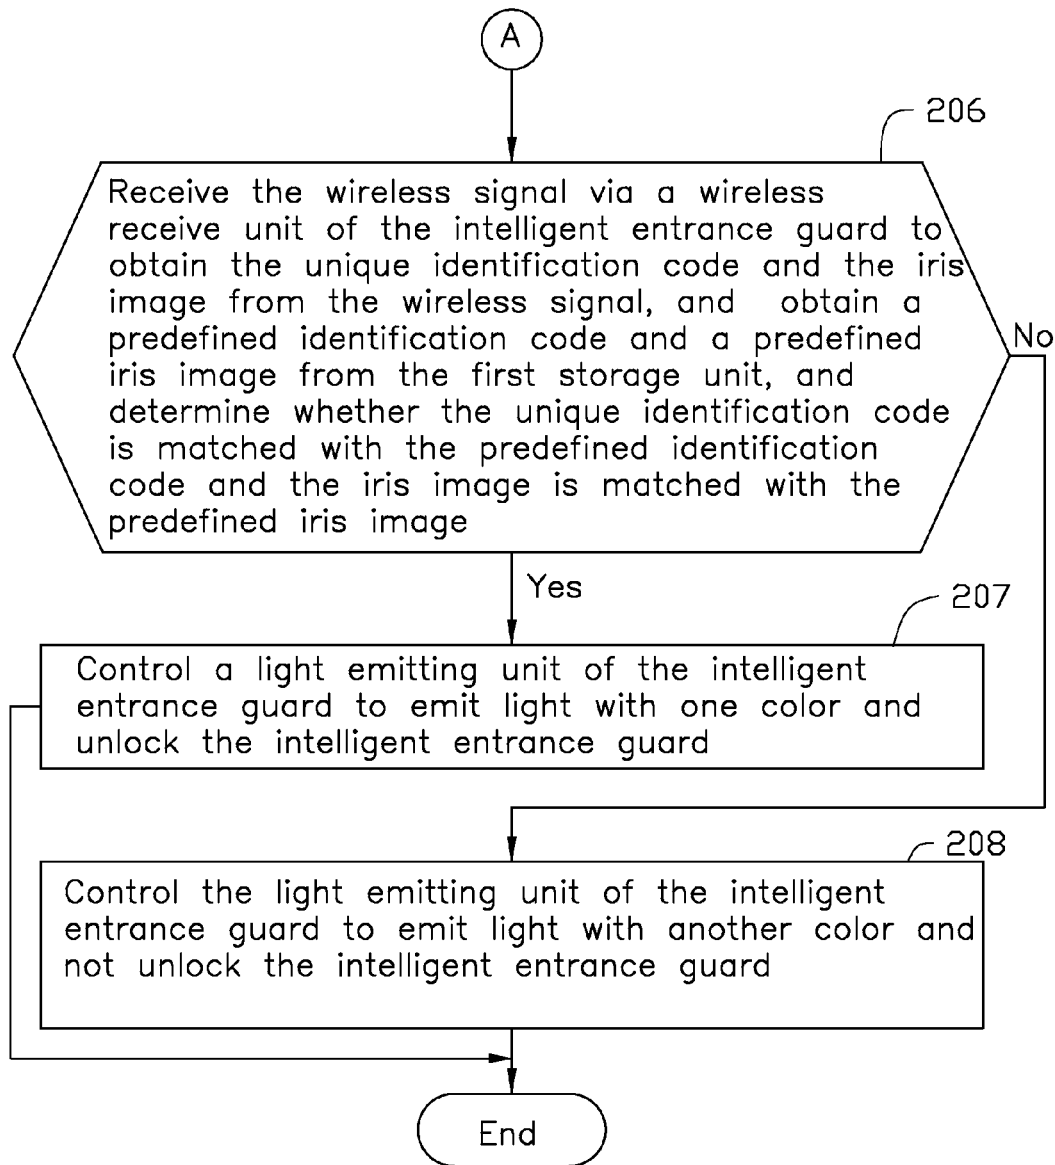 A
206
Receive the wireless signal via a wireless
receive unit of the intelligent entrance guard to
obtain the unique identification code and the iris
image from the wireless signal, and obtain a
predefined identification code and a predefined
iris image from the first storage unit, and
determine whether the unique identification code
is matched with the predefined identification
code and the iris image is matched with the
predefined iris image
No
Yes
207
Control a light emitting unit of the intelligent
entrance guard to emit light with one color and
unlock the intelligent entrance guard
208
Control the light emitting unit of the intelligent
entrance guard to emit light with another color and
not unlock the intelligent entrance guard
End